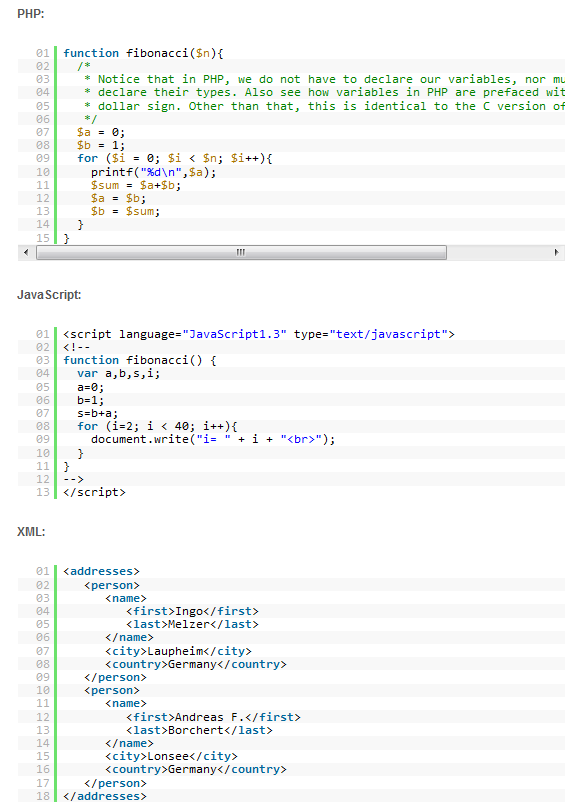 PHP:
01 function fibonacci($n){
02   /*
03    * Notice that in PHP, we do not have to declare our variables, nor
04    * declare their types. Also see how variables in PHP are prefaced
05    * dollar sign. Other than that, this is identical to the C version of
06    */
07   $a = 0;
08   $b = 1;
09   for ($i = 0; $i < $n; $i++){
10     printf("%d\n",$a);
11     $sum = $a+$b;
12     $a = $b;
13     $b = $sum;
14   }
15 }
JavaScript:
01 <script language="JavaScript1.3" type="text/javascript">
02 <!--
03 function fibonacci() {
04   var a,b,s,i;
05   a=0;
06   b=1;
07   s=b+a;
08   for (i=2; i < 40; i++){
09     document.write("i= " + i + "<br>");
10   }
11 }
12 -->
13 </script>
XML:
01 <addresses>
02    <person>
03       <name>
04          <first>Ingo</first>
05          <last>Melzer</last>
06       </name>
07       <city>Laupheim</city>
08       <country>Germany</country>
09    </person>
10    <person>
11       <name>
12          <first>Andreas F.</first>
13          <last>Borchert</last>
14       </name>
15       <city>Lonsee</city>
16       <country>Germany</country>
17    </person>
18 </addresses>